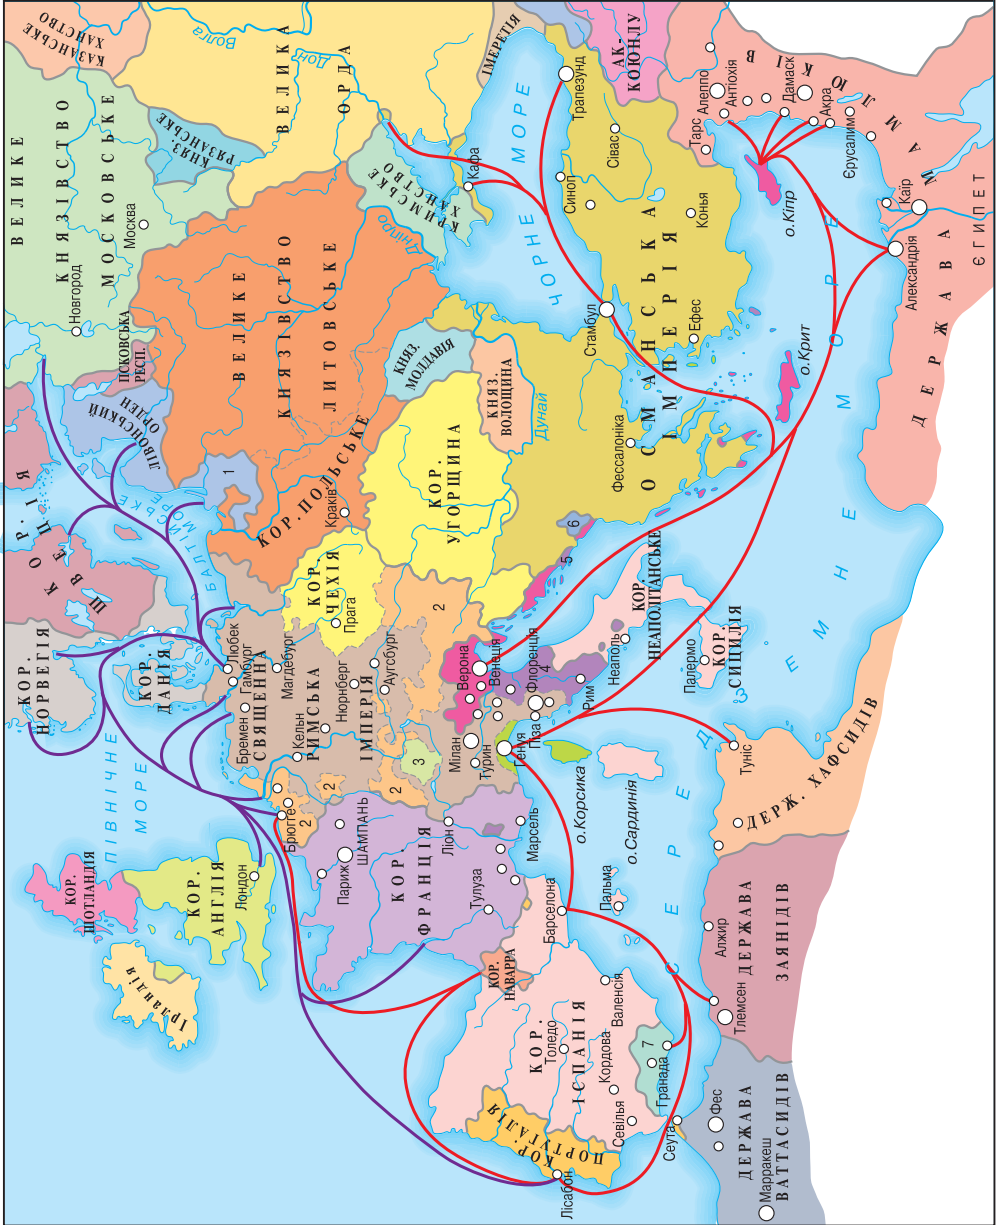 КАЗАНСЬКЕ
ХАНСТВО
Волга
Дон
ВЕЛИКА
ОРДА
ІМЕРЕТІЯ
АК-
КОЮНЛУ
ВЕЛИКЕ
КНЯЗІВСТВО
МОСКОВСЬКЕ
КНЯЗ.
РЯЗАНСЬКЕ
Москва
Новгород
ПСКОВСЬКА
РЕСП.
ЛІВОНСЬКИЙ
ОРДЕН
ВЕЛИКЕ
КНЯЗІВСТВО
ЛИТОВСЬКЕ
КРИМСЬКЕ
ХАНСТВО
Дніпро
Кафа
ЧОРНЕ МОРЕ
Трапезунд
Синоп
Сівас
Конья
Стамбул
Ефес
ОСМАНСЬКА
ІМПЕРІЯ
Фессалоніка
КНЯЗ.
МОЛДАВІЯ
КНЯЗ.
ВОЛОЩИНА
Дунай
КОР.
УГОРЩИНА
КОР. ПОЛЬСЬКЕ
Краків
1
КОР.
ЧЕХІЯ
Прага
КОР.
ШВЕЦІЯ
БАЛТІЙСЬКЕ
МОРЕ
КОР.
НОРВЕГІЯ
КОР.
ДАНІЯ
ПІВНІЧНЕ
МОРЕ
КОР.
ШОТЛАНДІЯ
КОР.
АНГЛІЯ
Лондон
Ірландія
Любек
Гамбург
Бремен
Магдебург
СВЯЩЕННА
РИМСЬКА
ІМПЕРІЯ
Кельн
Нюрнберг
Аугсбург
2
2
2
2
3
Брюгге
ШАМПАНЬ
Париж
КОР.
ФРАНЦІЯ
Ліон
Тулуза
Марсель
Мілан
Турин
Генуя
Верона
Венеція
Флоренція
4
Піза
Рим
Неаполь
КОР.
НЕАПОЛІТАНСЬКЕ
5
6
Палермо
КОР.
СИЦИЛІЯ
о.Корсика
о.Сардинія
КОР.
НАВАРРА
Барселона
Пальма
Валенсія
КОР.
Толедо
ІСПАНІЯ
Кордова
Севілья
Гранада
7
КОР.
ПОРТУГАЛІЯ
Лісабон
Сеута
Фес
Марракеш
ДЕРЖАВА
ВАТТАСИДІВ
Тлемсен
ДЕРЖАВА
ЗАЯНІДІВ
Алжир
Туніс
ДЕРЖ. ХАФСИДІВ
СЕРЕДЗЕМНЕ МОРЕ
о.Крит
о.Кіпр
Тарс
Алеппо
Антіохія
Дамаск
Акра
Єрусалим
Каїр
Александрія
ДЕРЖАВА
МАМЛЮКІВ
ЄГИПЕТ